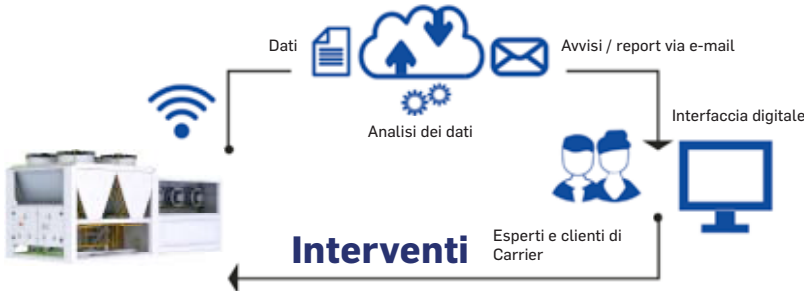 Dati
Avvisi / report via e-mail
Analisi dei dati
Interfaccia digitale
Interventi
Esperti e clienti di
Carrier